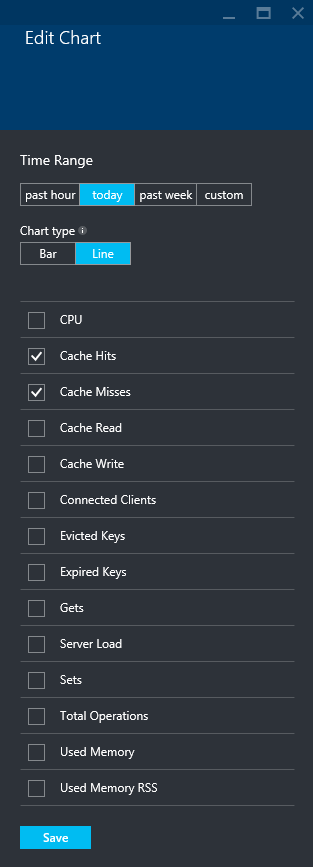 Edit Chart
Time Range
past hour today past week custom
Chart type
Bar Line
CPU
Cache Hits
Cache Misses
Cache Read
Cache Write
Connected Clients
Evicted Keys
Expired Keys
Gets
Server Load
Sets
Total Operations
Used Memory
Used Memory RSS
Save